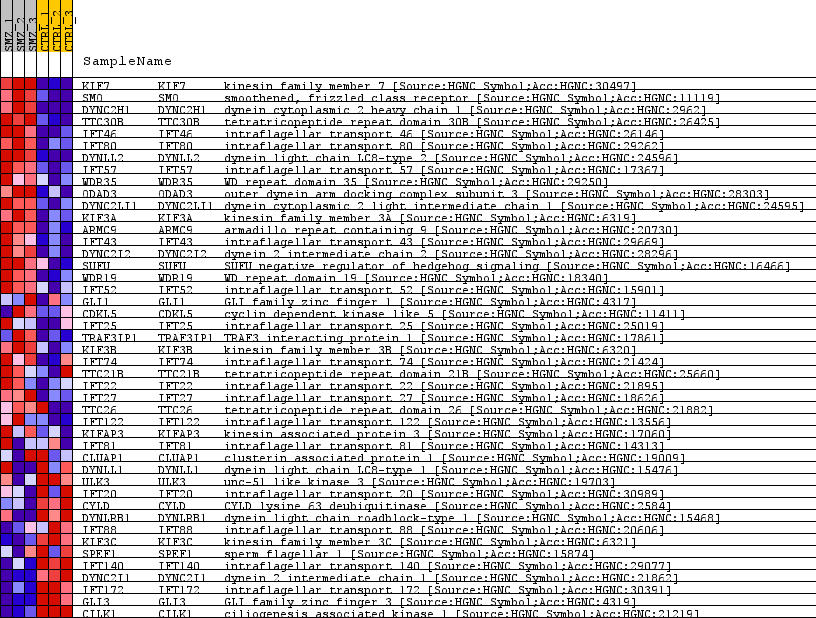 SMZ_1 SMZ_2 SMZ_3 CTRL_1 CTRL_2 CTRL_3
SampleName
KIF7 KIF7 kinesin family member 7 [Source:HGNC Symbol;Acc:HGNC:30497]
SMO SMO smoothened, frizzled class receptor [Source:HGNC Symbol;Acc:HGNC:11119]
DYNC2H1 DYNC2H1 dynein cytoplasmic 2 heavy chain 1 [Source:HGNC Symbol;Acc:HGNC:2962]
TTC30B TTC30B tetratricopeptide repeat domain 30B [Source:HGNC Symbol;Acc:HGNC:26425]
IFT46 IFT46 intraflagellar transport 46 [Source:HGNC Symbol;Acc:HGNC:26146]
IFT80 IFT80 intraflagellar transport 80 [Source:HGNC Symbol;Acc:HGNC:29262]
DYNLL2 DYNLL2 dynein light chain LC8-type 2 [Source:HGNC Symbol;Acc:HGNC:24596]
IFT57 IFT57 intraflagellar transport 57 [Source:HGNC Symbol;Acc:HGNC:17367]
WDR35 WDR35 WD repeat domain 35 [Source:HGNC Symbol;Acc:HGNC:29250]
ODAD3 ODAD3 outer dynein arm docking complex subunit 3 [Source:HGNC Symbol;Acc:HGNC:28303]
DYNC2LI1 DYNC2LI1 dynein cytoplasmic 2 light intermediate chain 1 [Source:HGNC Symbol;Acc:HGNC:24595]
KIF3A KIF3A kinesin family member 3A [Source:HGNC Symbol;Acc:HGNC:6319]
ARMC9 ARMC9 armadillo repeat containing 9 [Source:HGNC Symbol;Acc:HGNC:20730]
IFT43 IFT43 intraflagellar transport 43 [Source:HGNC Symbol;Acc:HGNC:29669]
DYNC2I2 DYNC2I2 dynein 2 intermediate chain 2 [Source:HGNC Symbol;Acc:HGNC:28296]
SUFU SUFU SUFU negative regulator of hedgehog signaling [Source:HGNC Symbol;Acc:HGNC:16466]
WDR19 WDR19 WD repeat domain 19 [Source:HGNC Symbol;Acc:HGNC:18340]
IFT52 IFT52 intraflagellar transport 52 [Source:HGNC Symbol;Acc:HGNC:15901]
GLI1 GLI1 GLI family zinc finger 1 [Source:HGNC Symbol;Acc:HGNC:4317]
CDKL5 CDKL5 cyclin dependent kinase like 5 [Source:HGNC Symbol;Acc:HGNC:11411]
IFT25 IFT25 intraflagellar transport 25 [Source:HGNC Symbol;Acc:HGNC:25019]
TRAF3IP1 TRAF3IP1 TRAF3 interacting protein 1 [Source:HGNC Symbol;Acc:HGNC:17861]
KIF3B KIF3B kinesin family member 3B [Source:HGNC Symbol;Acc:HGNC:6320]
IFT74 IFT74 intraflagellar transport 74 [Source:HGNC Symbol;Acc:HGNC:21424]
TTC21B TTC21B tetratricopeptide repeat domain 21B [Source:HGNC Symbol;Acc:HGNC:25660]
IFT22 IFT22 intraflagellar transport 22 [Source:HGNC Symbol;Acc:HGNC:21895]
IFT27 IFT27 intraflagellar transport 27 [Source:HGNC Symbol;Acc:HGNC:18626]
TTC26 TTC26 tetratricopeptide repeat domain 26 [Source:HGNC Symbol;Acc:HGNC:21882]
IFT122 IFT122 intraflagellar transport 122 [Source:HGNC Symbol;Acc:HGNC:13556]
KIFAP3 KIFAP3 kinesin associated protein 3 [Source:HGNC Symbol;Acc:HGNC:17060]
IFT81 IFT81 intraflagellar transport 81 [Source:HGNC Symbol;Acc:HGNC:14313]
CLUAP1 CLUAP1 clusterin associated protein 1 [Source:HGNC Symbol;Acc:HGNC:19009]
DYNLL1 DYNLL1 dynein light chain LC8-type 1 [Source:HGNC Symbol;Acc:HGNC:15476]
ULK3 ULK3 unc-51 like kinase 3 [Source:HGNC Symbol;Acc:HGNC:19703]
IFT20 IFT20 intraflagellar transport 20 [Source:HGNC Symbol;Acc:HGNC:30989]
CYLD CYLD CYLD lysine 63 deubiquitinase [Source:HGNC Symbol;Acc:HGNC:2584]
DYNLRB1 DYNLRB1 dynein light chain roadblock-type 1 [Source:HGNC Symbol;Acc:HGNC:15468]
IFT88 IFT88 intraflagellar transport 88 [Source:HGNC Symbol;Acc:HGNC:20606]
KIF3C KIF3C kinesin family member 3C [Source:HGNC Symbol;Acc:HGNC:6321]
SPEF1 SPEF1 sperm flagellar 1 [Source:HGNC Symbol;Acc:HGNC:15874]
IFT140 IFT140 intraflagellar transport 140 [Source:HGNC Symbol;Acc:HGNC:29077]
DYNC2I1 DYNC2I1 dynein 2 intermediate chain 1 [Source:HGNC Symbol;Acc:HGNC:21862]
IFT172 IFT172 intraflagellar transport 172 [Source:HGNC Symbol;Acc:HGNC:30391]
GLI3 GLI3 GLI family zinc finger 3 [Source:HGNC Symbol;Acc:HGNC:4319]
CILK1 CILK1 ciliogenesis associated kinase 1 [Source:HGNC Symbol;Acc:HGNC:21219]